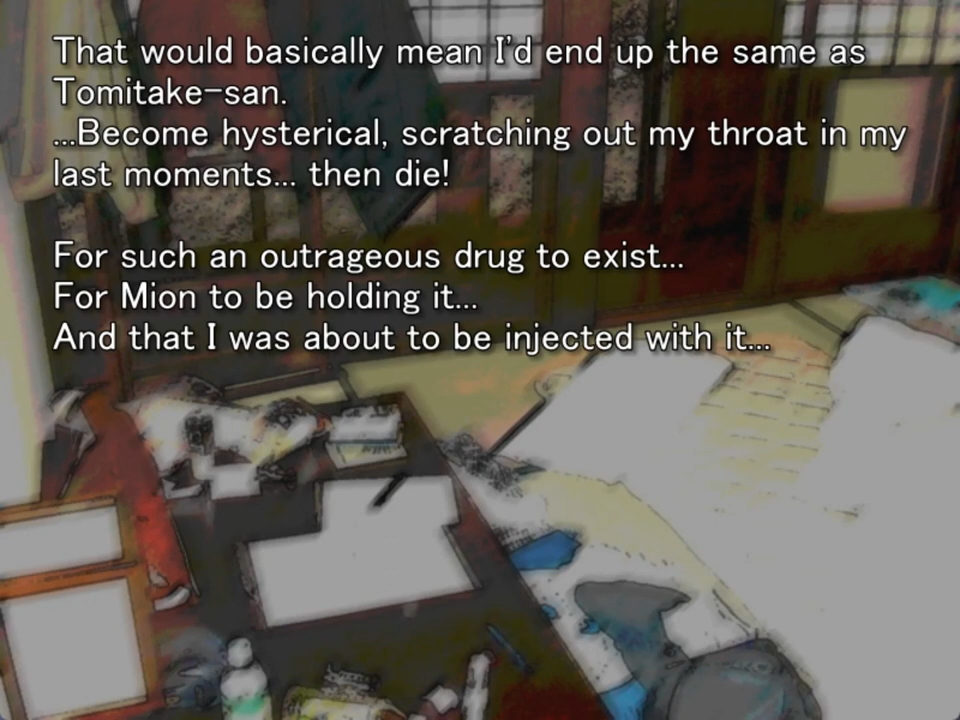 That would basically mean I'd end up the same as
Tomitake-san.
...Become hysterical, scratching out my throat in my
last moments... then die!
For such an outrageous drug to exist...
For Mion to be holding it...
And that I was about to be injected with it...